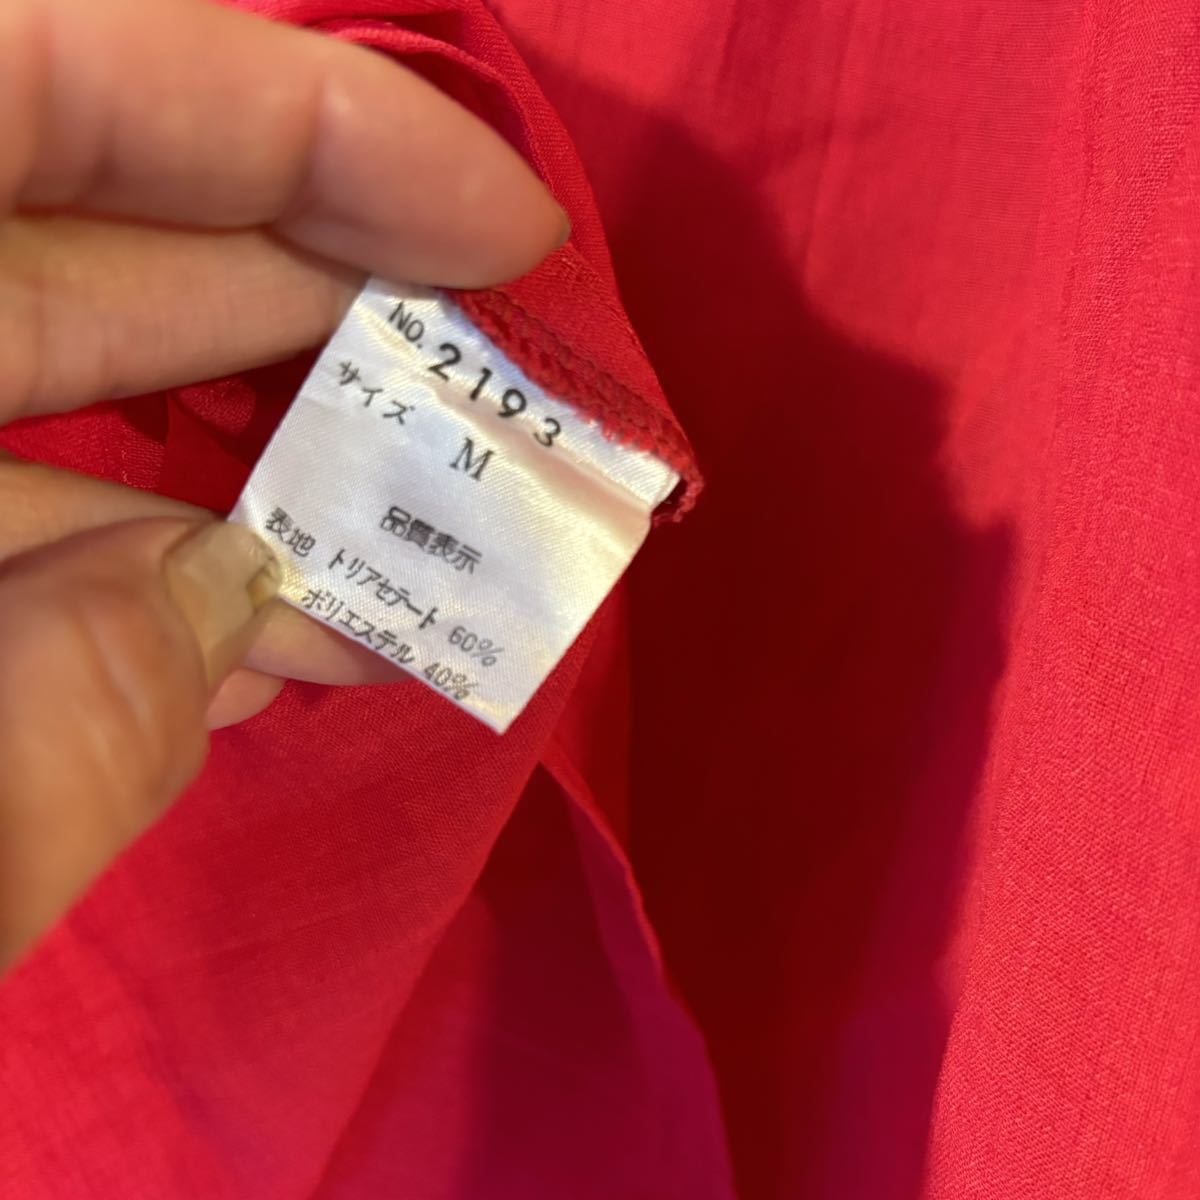 NO. 2193
サイズ M
品質表示
表地 トリアセテート 60%
ポリエステル 40%